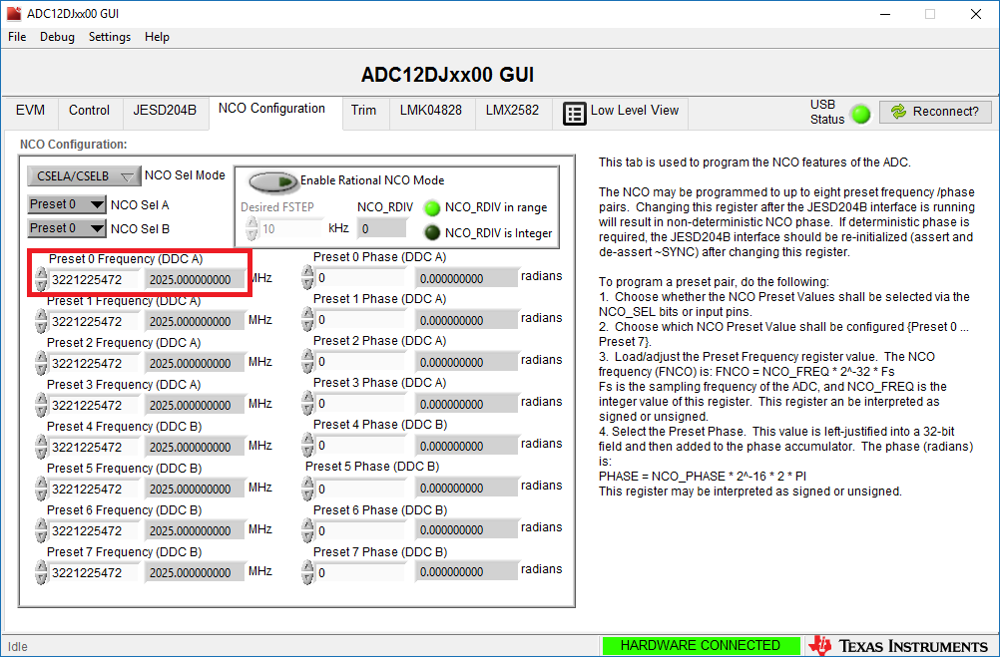 ADC12DJxx00 GUI
File Debug Settings Help
ADC12DJxx00 GUI
EVM Control JESD204B NCO Configuration Trim LMK04828 LMX2582 Low Level View USB Status Reconnect?
NCO Configuration:
CSELA/CSELB NCO Sel Mode
Preset 0 NCO Sel A
Preset 0 NCO Sel B
Enable Rational NCO Mode
Desired FSTEP NCO_RDIV NCO_RDIV in range
10 kHz 0 NCO_RDIV is Integer
Preset 0 Frequency (DDC A) Preset 0 Phase (DDC A)
3221225472 2025.000000000 MHz 0 0.000000000 radians
Preset 1 Frequency (DDC A) Preset 1 Phase (DDC A)
3221225472 2025.000000000 MHz 0 0.000000000 radians
Preset 2 Frequency (DDC A) Preset 2 Phase (DDC A)
3221225472 2025.000000000 MHz 0 0.000000000 radians
Preset 3 Frequency (DDC A) Preset 3 Phase (DDC A)
3221225472 2025.000000000 MHz 0 0.000000000 radians
Preset 4 Frequency (DDC B) Preset 4 Phase (DDC B)
3221225472 2025.000000000 MHz 0 0.000000000 radians
Preset 5 Frequency (DDC B) Preset 5 Phase (DDC B)
3221225472 2025.000000000 MHz 0 0.000000000 radians
Preset 6 Frequency (DDC B) Preset 6 Phase (DDC B)
3221225472 2025.000000000 MHz 0 0.000000000 radians
Preset 7 Frequency (DDC B) Preset 7 Phase (DDC B)
3221225472 2025.000000000 MHz 0 0.000000000 radians
This tab is used to program the NCO features of the ADC.
The NCO may be programmed to up to eight preset frequency /phase
pairs. Changing this register after the JESD204B interface is running
will result in non-deterministic NCO phase. If deterministic phase is
required, the JESD204B interface should be re-initialized (assert and
de-assert ~SYNC) after changing this register.
To program a preset pair, do the following:
1. Choose whether the NCO Preset Values shall be selected via the
NCO_SEL bits or input pins.
2. Choose which NCO Preset Value shall be configured {Preset 0 ...
Preset 7}.
3. Load/adjust the Preset Frequency register value. The NCO
frequency (FNCO) is: FNCO = NCO_FREQ * 2^-32 * Fs
Fs is the sampling frequency of the ADC, and NCO_FREQ is the
integer value of this register. This register an be interpreted as
signed or unsigned.
4. Select the Preset Phase. This value is left-justified into a 32-bit
field and then added to the phase accumulator. The phase (radians)
is:
PHASE = NCO_PHASE * 2^-16 * 2 * PI
This register may be interpreted as signed or unsigned.
Idle HARDWARE CONNECTED TEXAS INSTRUMENTS